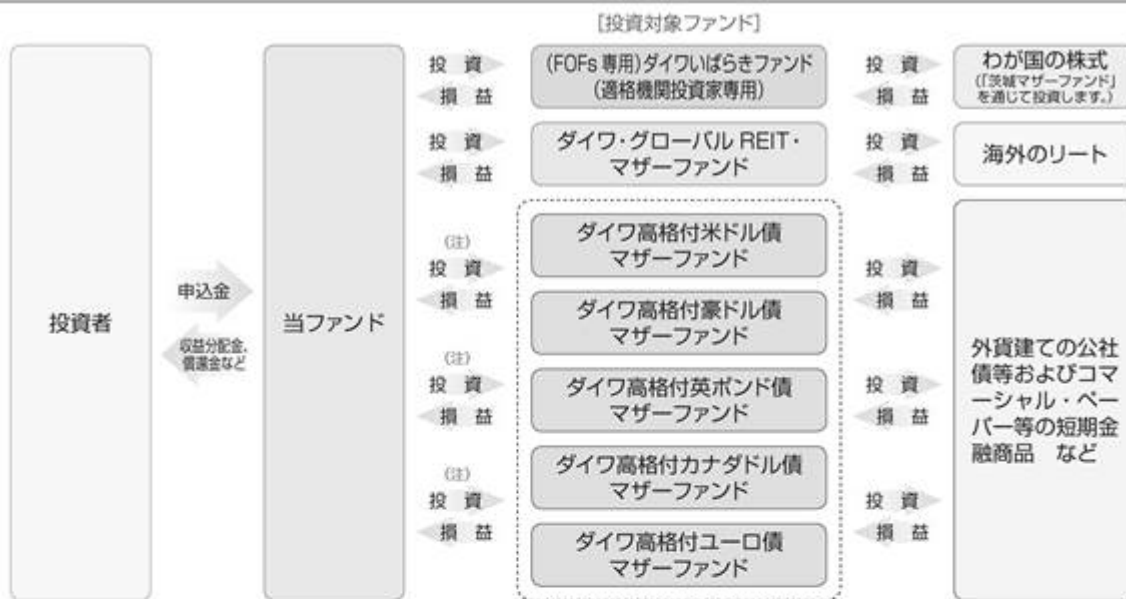 [投資対象ファンド]
投資者
申込金
収益分配金、
償還金など
当ファンド
投 資
損 益
(FOFs 専用)ダイワいばらきファンド
(適格機関投資家専用)
投 資
損 益
わが国の株式
(「茨城マザーファンド」
を通じて投資します。)
投 資
損 益
ダイワ・グローバル REIT・
マザーファンド
投 資
損 益
海外のリート
(注)
投 資
損 益
ダイワ高格付米ドル債
マザーファンド
ダイワ高格付豪ドル債
マザーファンド
投 資
損 益
(注)
投 資
損 益
ダイワ高格付英ポンド債
マザーファンド
投 資
損 益
(注)
投 資
損 益
ダイワ高格付カナダドル債
マザーファンド
ダイワ高格付ユーロ債
マザーファンド
投 資
損 益
外貨建ての公社
債等およびコマ
ーシャル・ペー
パー等の短期金
融商品 など